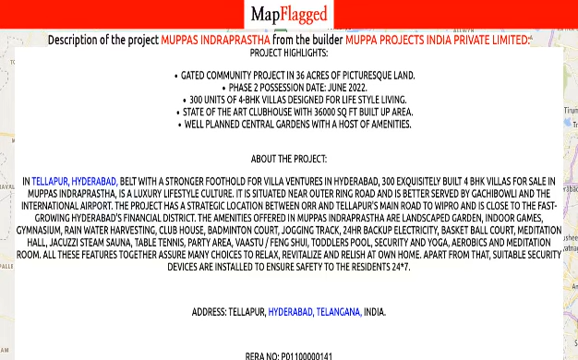 MapFlagged
Description of the project MUPPAS INDRAPRASTHA from the builder MUPPA PROJECTS INDIA PRIVATE LIMITED:
PROJECT HIGHLIGHTS:
• GATED COMMUNITY PROJECT IN 36 ACRES OF PICTURESQUE LAND.
• PHASE 2 POSSESSION DATE: JUNE 2022.
• 300 UNITS OF 4-BHK VILLAS DESIGNED FOR LIFE STYLE LIVING.
• STATE OF THE ART CLUBHOUSE WITH 36000 SQ FT BUILT UP AREA.
• WELL PLANNED CENTRAL GARDENS WITH A HOST OF AMENITIES.
ABOUT THE PROJECT:
IN TELLAPUR, HYDERABAD, BELT WITH A STRONGER FOOTHOLD FOR VILLA VENTURES IN HYDERABAD, 300 EXQUISITELY BUILT 4 BHK VILLAS FOR SALE IN
MUPPAS INDRAPRASTHA, IS A LUXURY LIFESTYLE CULTURE. IT IS SITUATED NEAR OUTER RING ROAD AND IS BETTER SERVED BY GACHIBOWLI AND THE
INTERNATIONAL AIRPORT. THE PROJECT HAS A STRATEGIC LOCATION BETWEEN ORR AND TELLAPUR'S MAIN ROAD TO WIPRO AND IS CLOSE TO THE FAST-
GROWING HYDERABAD'S FINANCIAL DISTRICT. THE AMENITIES OFFERED IN MUPPAS INDRAPRASTHA ARE LANDSCAPED GARDEN, INDOOR GAMES,
GYMNASIUM, RAIN WATER HARVESTING, CLUB HOUSE, BADMINTON COURT, JOGGING TRACK, 24HR BACKUP ELECTRICITY, BASKET BALL COURT, MEDITATION
HALL, JACUZZI STEAM SAUNA, TABLE TENNIS, PARTY AREA, VAASTU / FENG SHUI, TODDLERS POOL, SECURITY AND YOGA, AEROBICS AND MEDITATION
ROOM. ALL THESE FEATURES TOGETHER ASSURE MANY CHOICES TO RELAX, REVITALIZE AND RELISH AT OWN HOME. APART FROM THAT, SUITABLE SECURITY
DEVICES ARE INSTALLED TO ENSURE SAFETY TO THE RESIDENTS 24*7.
ADDRESS: TELLAPUR, HYDERABAD, TELANGANA, INDIA.
RERA NO: P01100000141